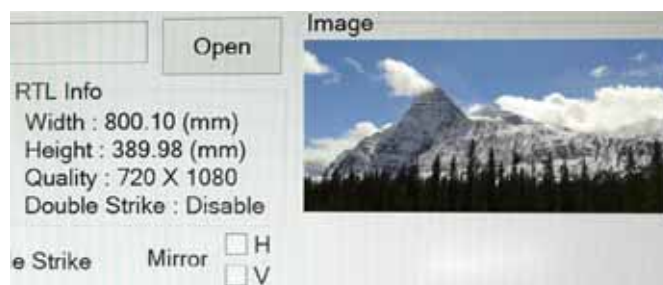 Image
Open
RTL Info
Width : 800.10 (mm)
Height : 389.98 (mm)
Quality : 720 X 1080
Double Strike : Disable
e Strike
Mirror
H
V